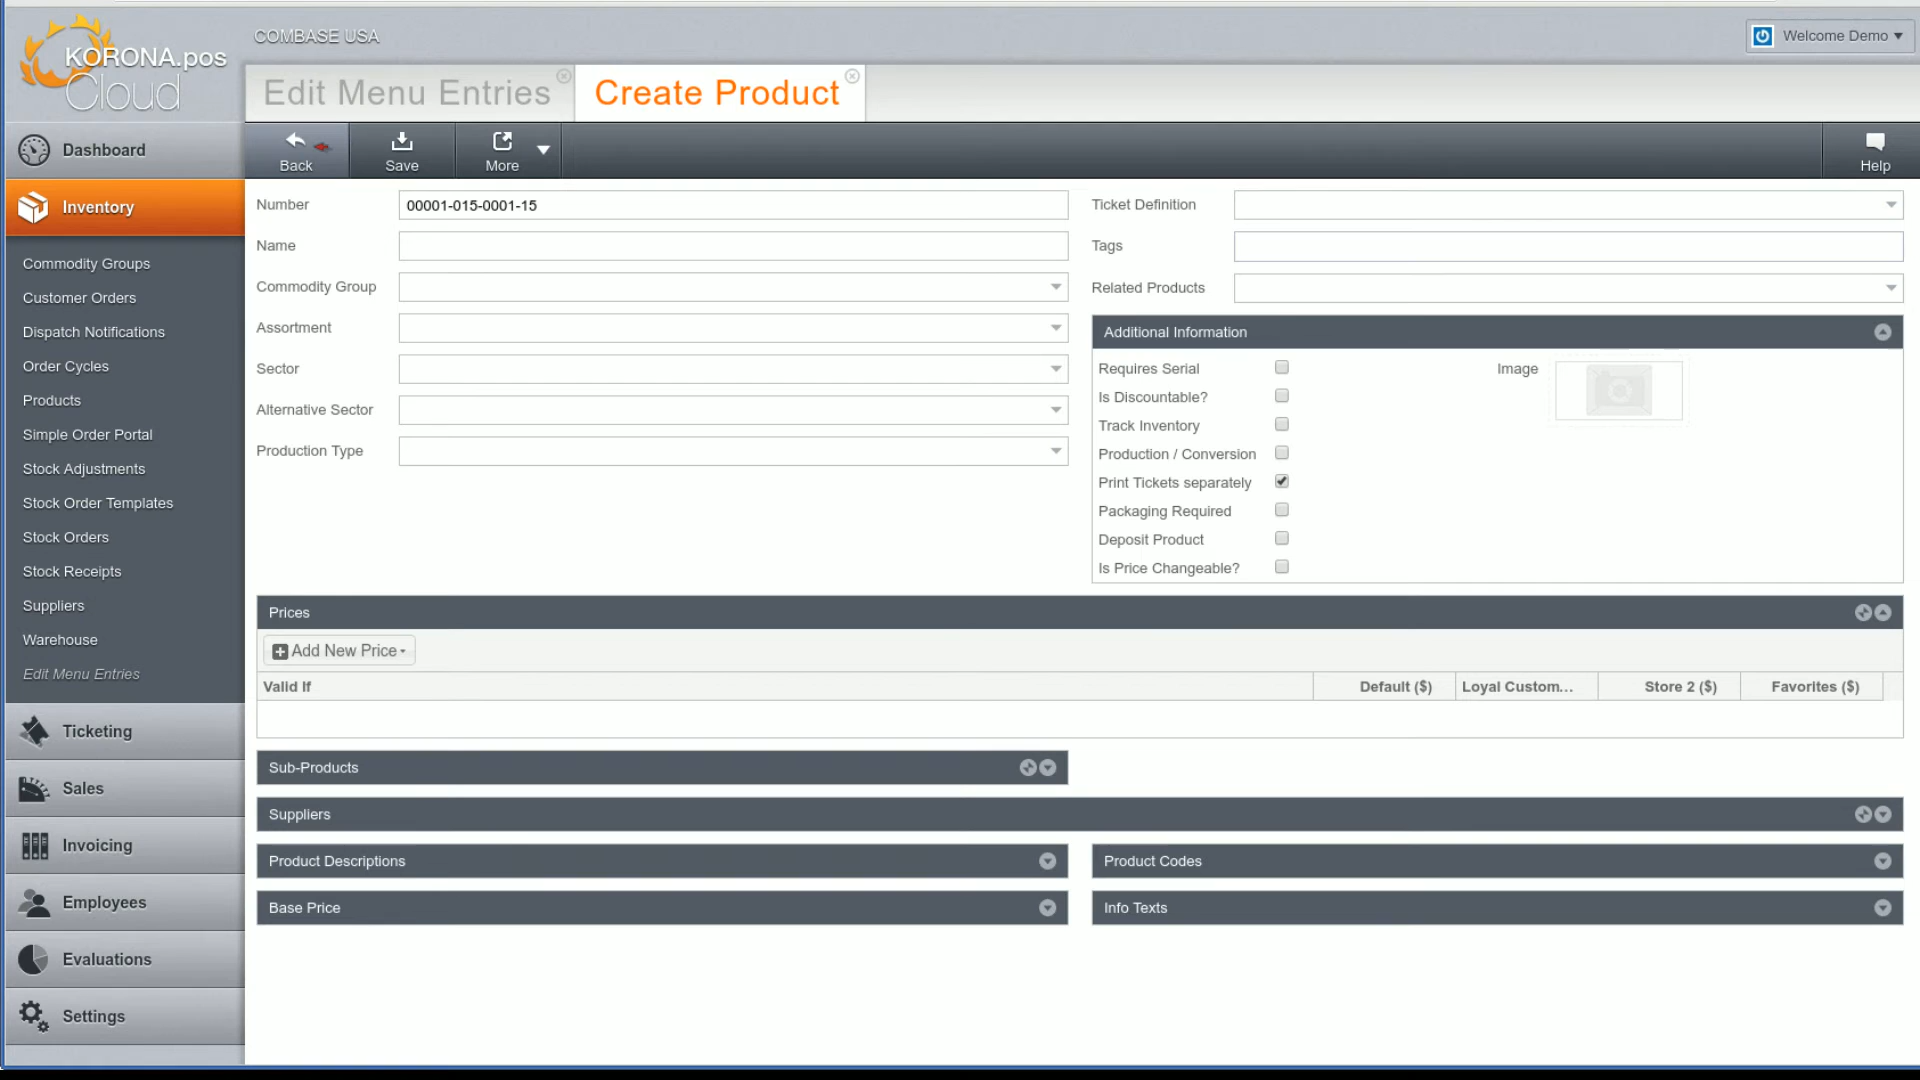 KORONA.pos
Cloud
COMBASE USA
Welcome Demo
Edit Menu Entries
Create Product
Back
Save
More
Help
Dashboard
Inventory
Commodity Groups
Customer Orders
Dispatch Notifications
Order Cycles
Products
Simple Order Portal
Stock Adjustments
Stock Order Templates
Stock Orders
Stock Receipts
Suppliers
Warehouse
Edit Menu Entries
Ticketing
Sales
Invoicing
Employees
Evaluations
Settings
Number 00001-015-0001-15
Name
Commodity Group
Assortment
Sector
Alternative Sector
Production Type
Ticket Definition
Tags
Related Products
Additional Information
Requires Serial
Is Discountable?
Track Inventory
Production / Conversion
Print Tickets separately
Packaging Required
Deposit Product
Is Price Changeable?
Image
Prices
Add New Price
Valid If Default ($) Loyal Custom... Store 2 ($) Favorites ($)
Sub-Products
Suppliers
Product Descriptions
Product Codes
Base Price
Info Texts